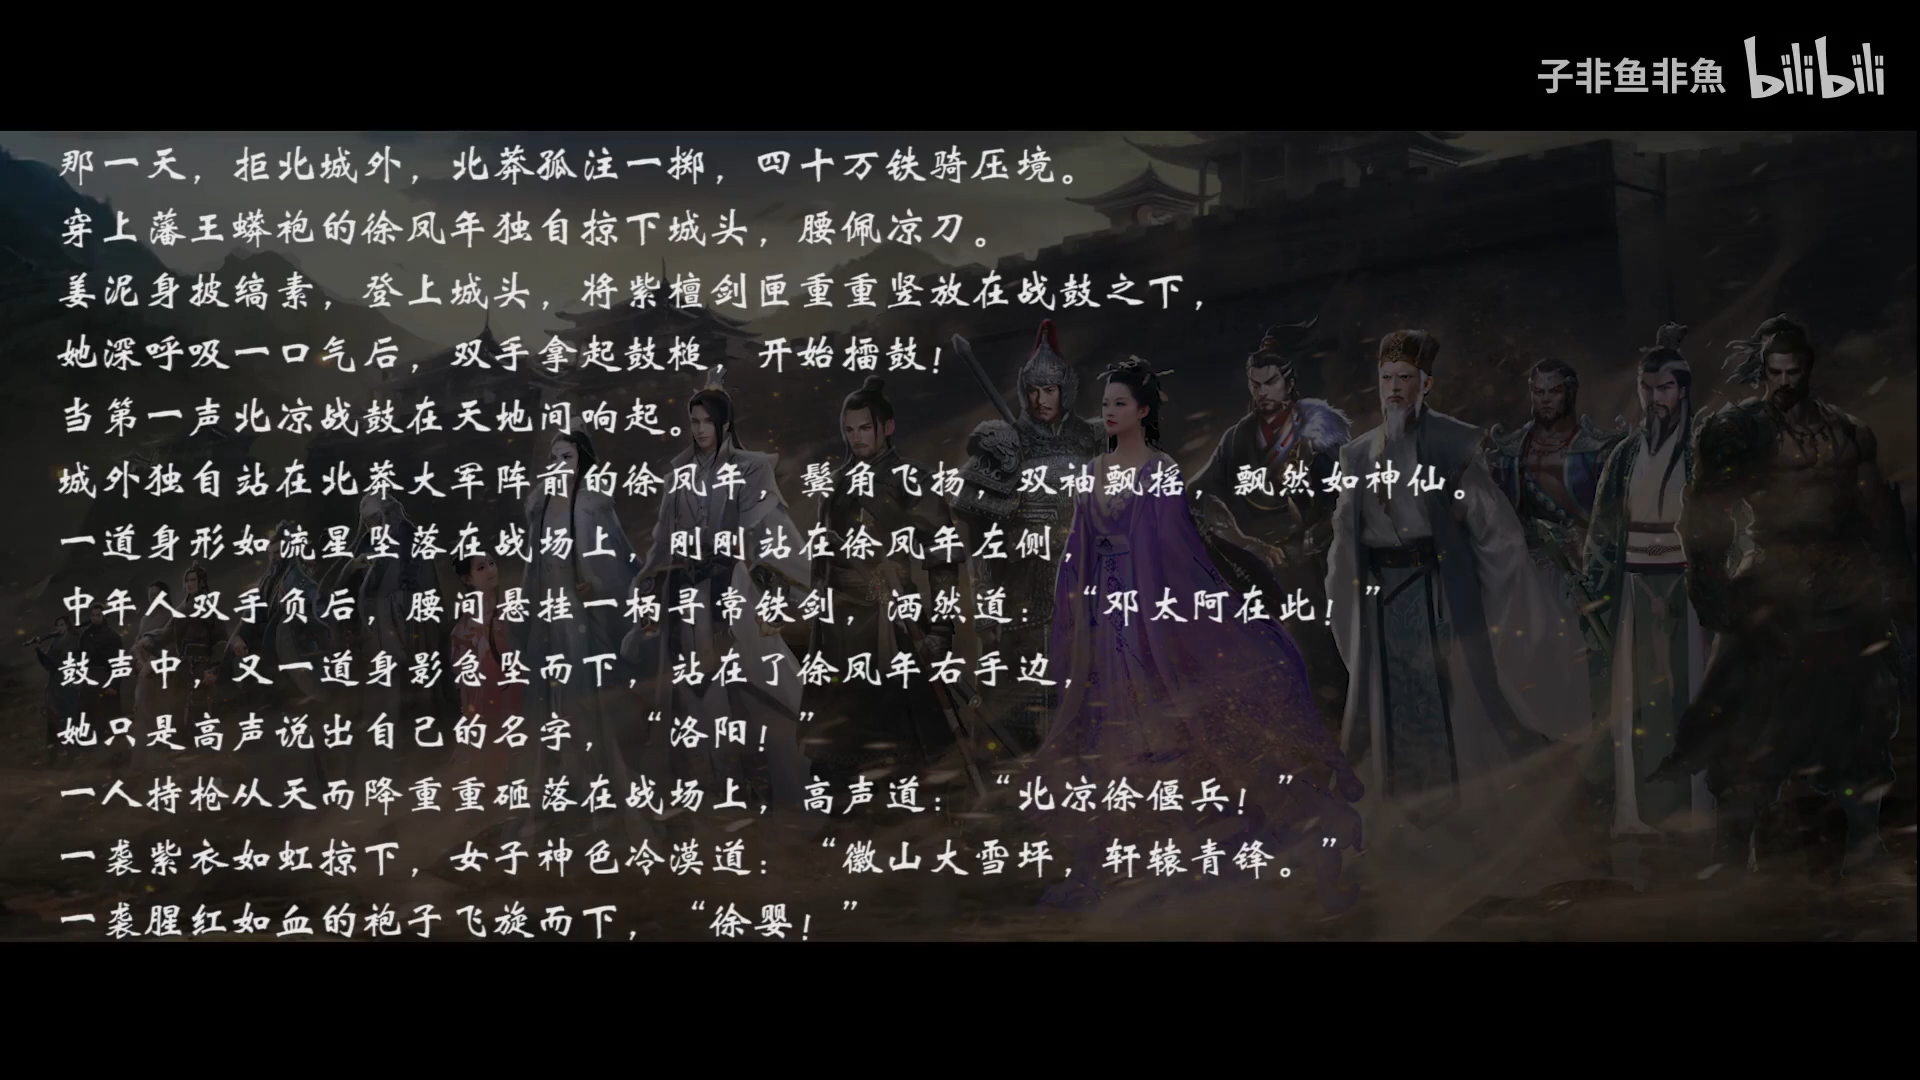 子非鱼非魚 bilibili
那一天，拒北城外，北莽孤注一掷，四十万铁骑压境。
穿上藩王蟒袍的徐凤年独自掠下城头，腰佩凉刀。
姜泥身披缟素，登上城头，将紫檀剑匣重重竖放在战鼓之下，
她深呼吸一口气后，双手拿起鼓槌，开始擂鼓！
当第一声北凉战鼓在天地间响起。
城外独自站在北莽大军阵前的徐凤年，鬓角飞扬，双袖飘摇，飘然如神仙。
一道身形如流星坠落在战场上，刚刚站在徐凤年左侧，
中年人双手负后，腰间悬挂一柄寻常铁剑，洒然道：“邓太阿在此！”
鼓声中，又一道身影急坠而下，站在了徐凤年右手边，
她只是高声说出自己的名字，“洛阳！”
一人持枪从天而降重重砸落在战场上，高声道：“北凉徐偃兵！”
一袭紫衣如虹掠下，女子神色冷漠道：“徽山大雪坪，轩辕青锋。”
一袭腥红如血的袍子飞旋而下，“徐婴！”